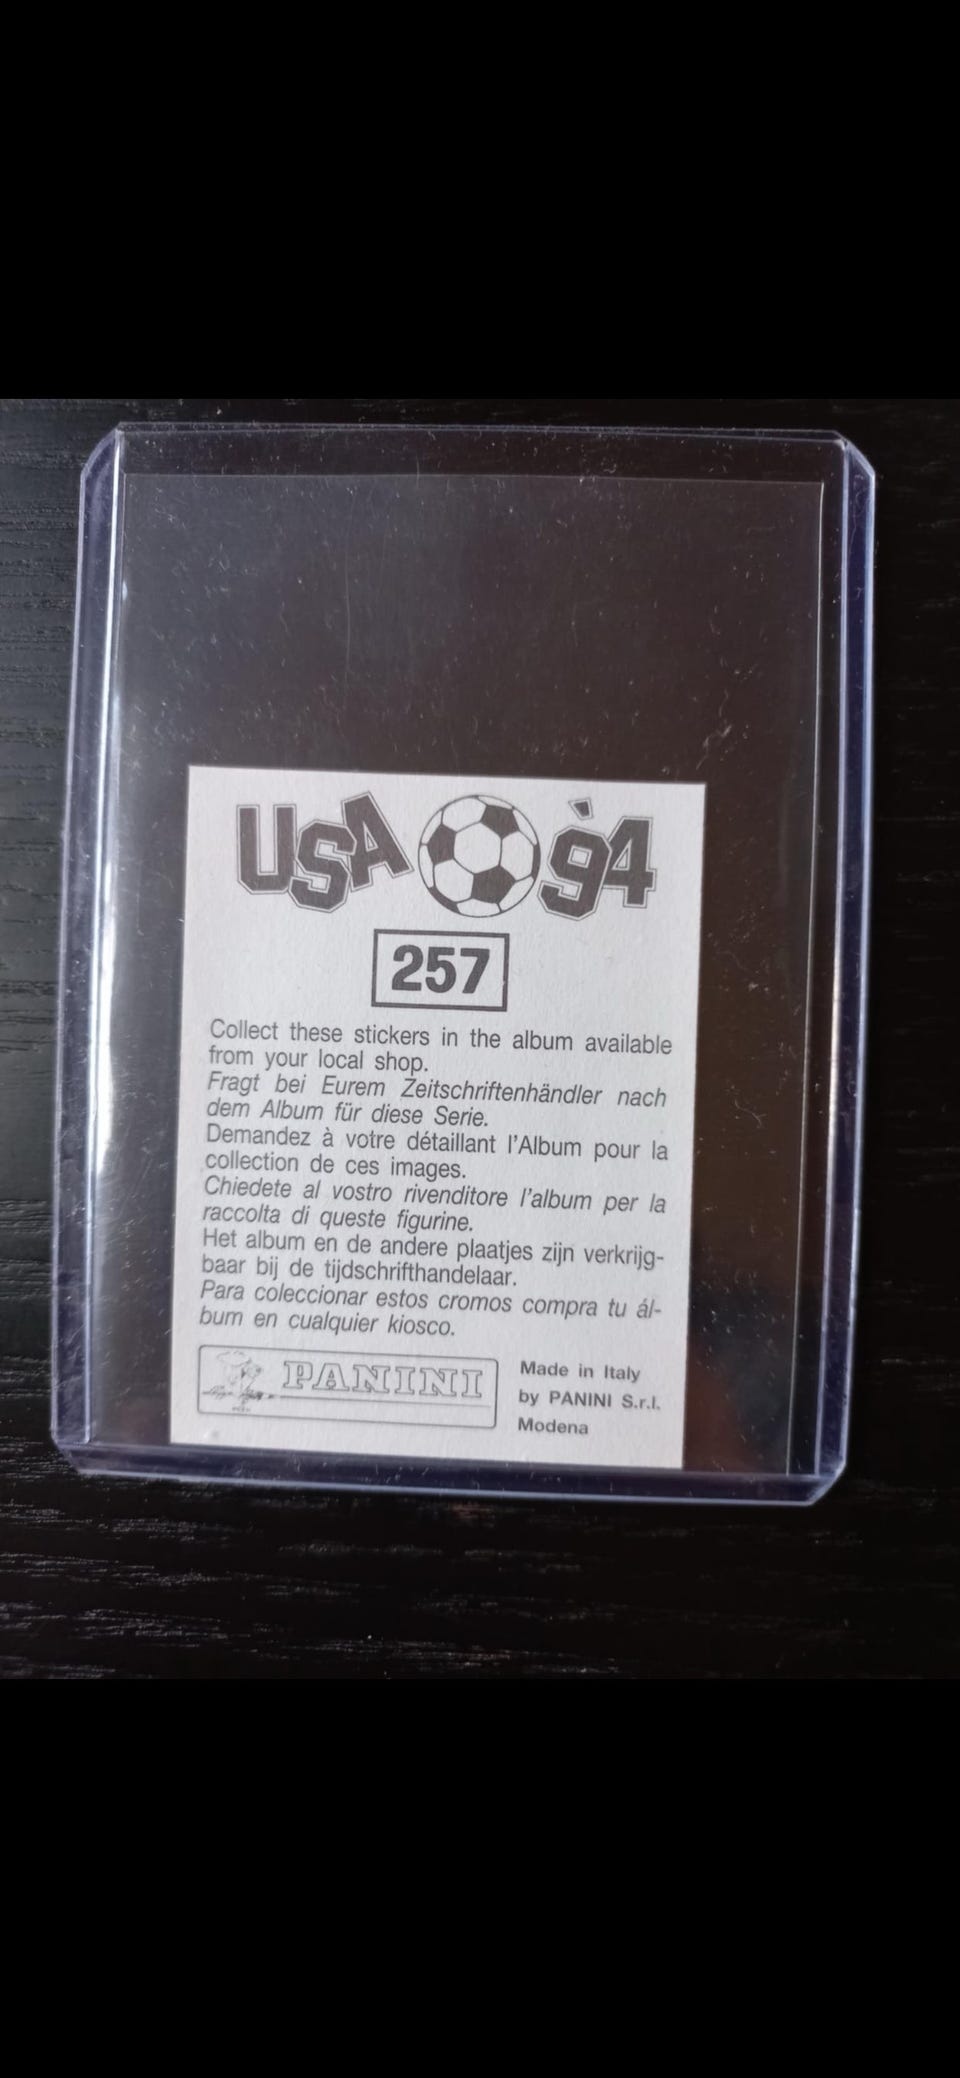 USA '94
257
Collect these stickers in the album available
from your local shop.
Fragt bei Eurem Zeitschriftenhändler nach
dem Album für diese Serie.
Demandez à votre détaillant l'Album pour la
collection de ces images.
Chiedete al vostro rivenditore l'album per la
raccolta di queste figurine.
Het album en de andere plaatjes zijn verkrijg-
baar bij de tijdschrifthandelaar.
Para coleccionar estos cromos compra tu ál-
bum en cualquier kiosco.
PANINI
Made in Italy
by PANINI S.r.l.
Modena